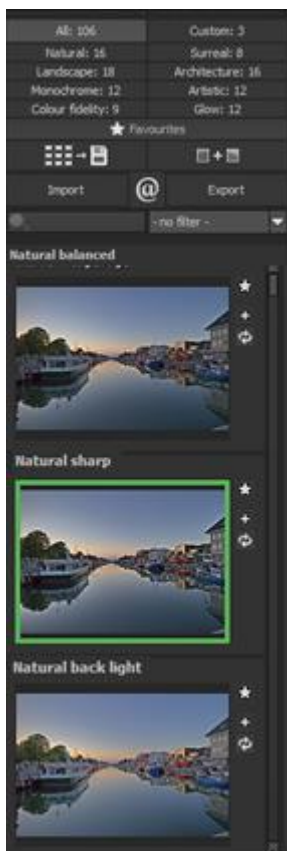 All: 106 Custom: 3
Natural: 16 Surreal: 8
Landscape: 18 Architecture: 16
Monochrome: 12 Artistic: 12
Colour fidelity: 9 Glow: 12
Favourites
Import @ Export
- no filter -
Natural balanced
Natural sharp
Natural back light